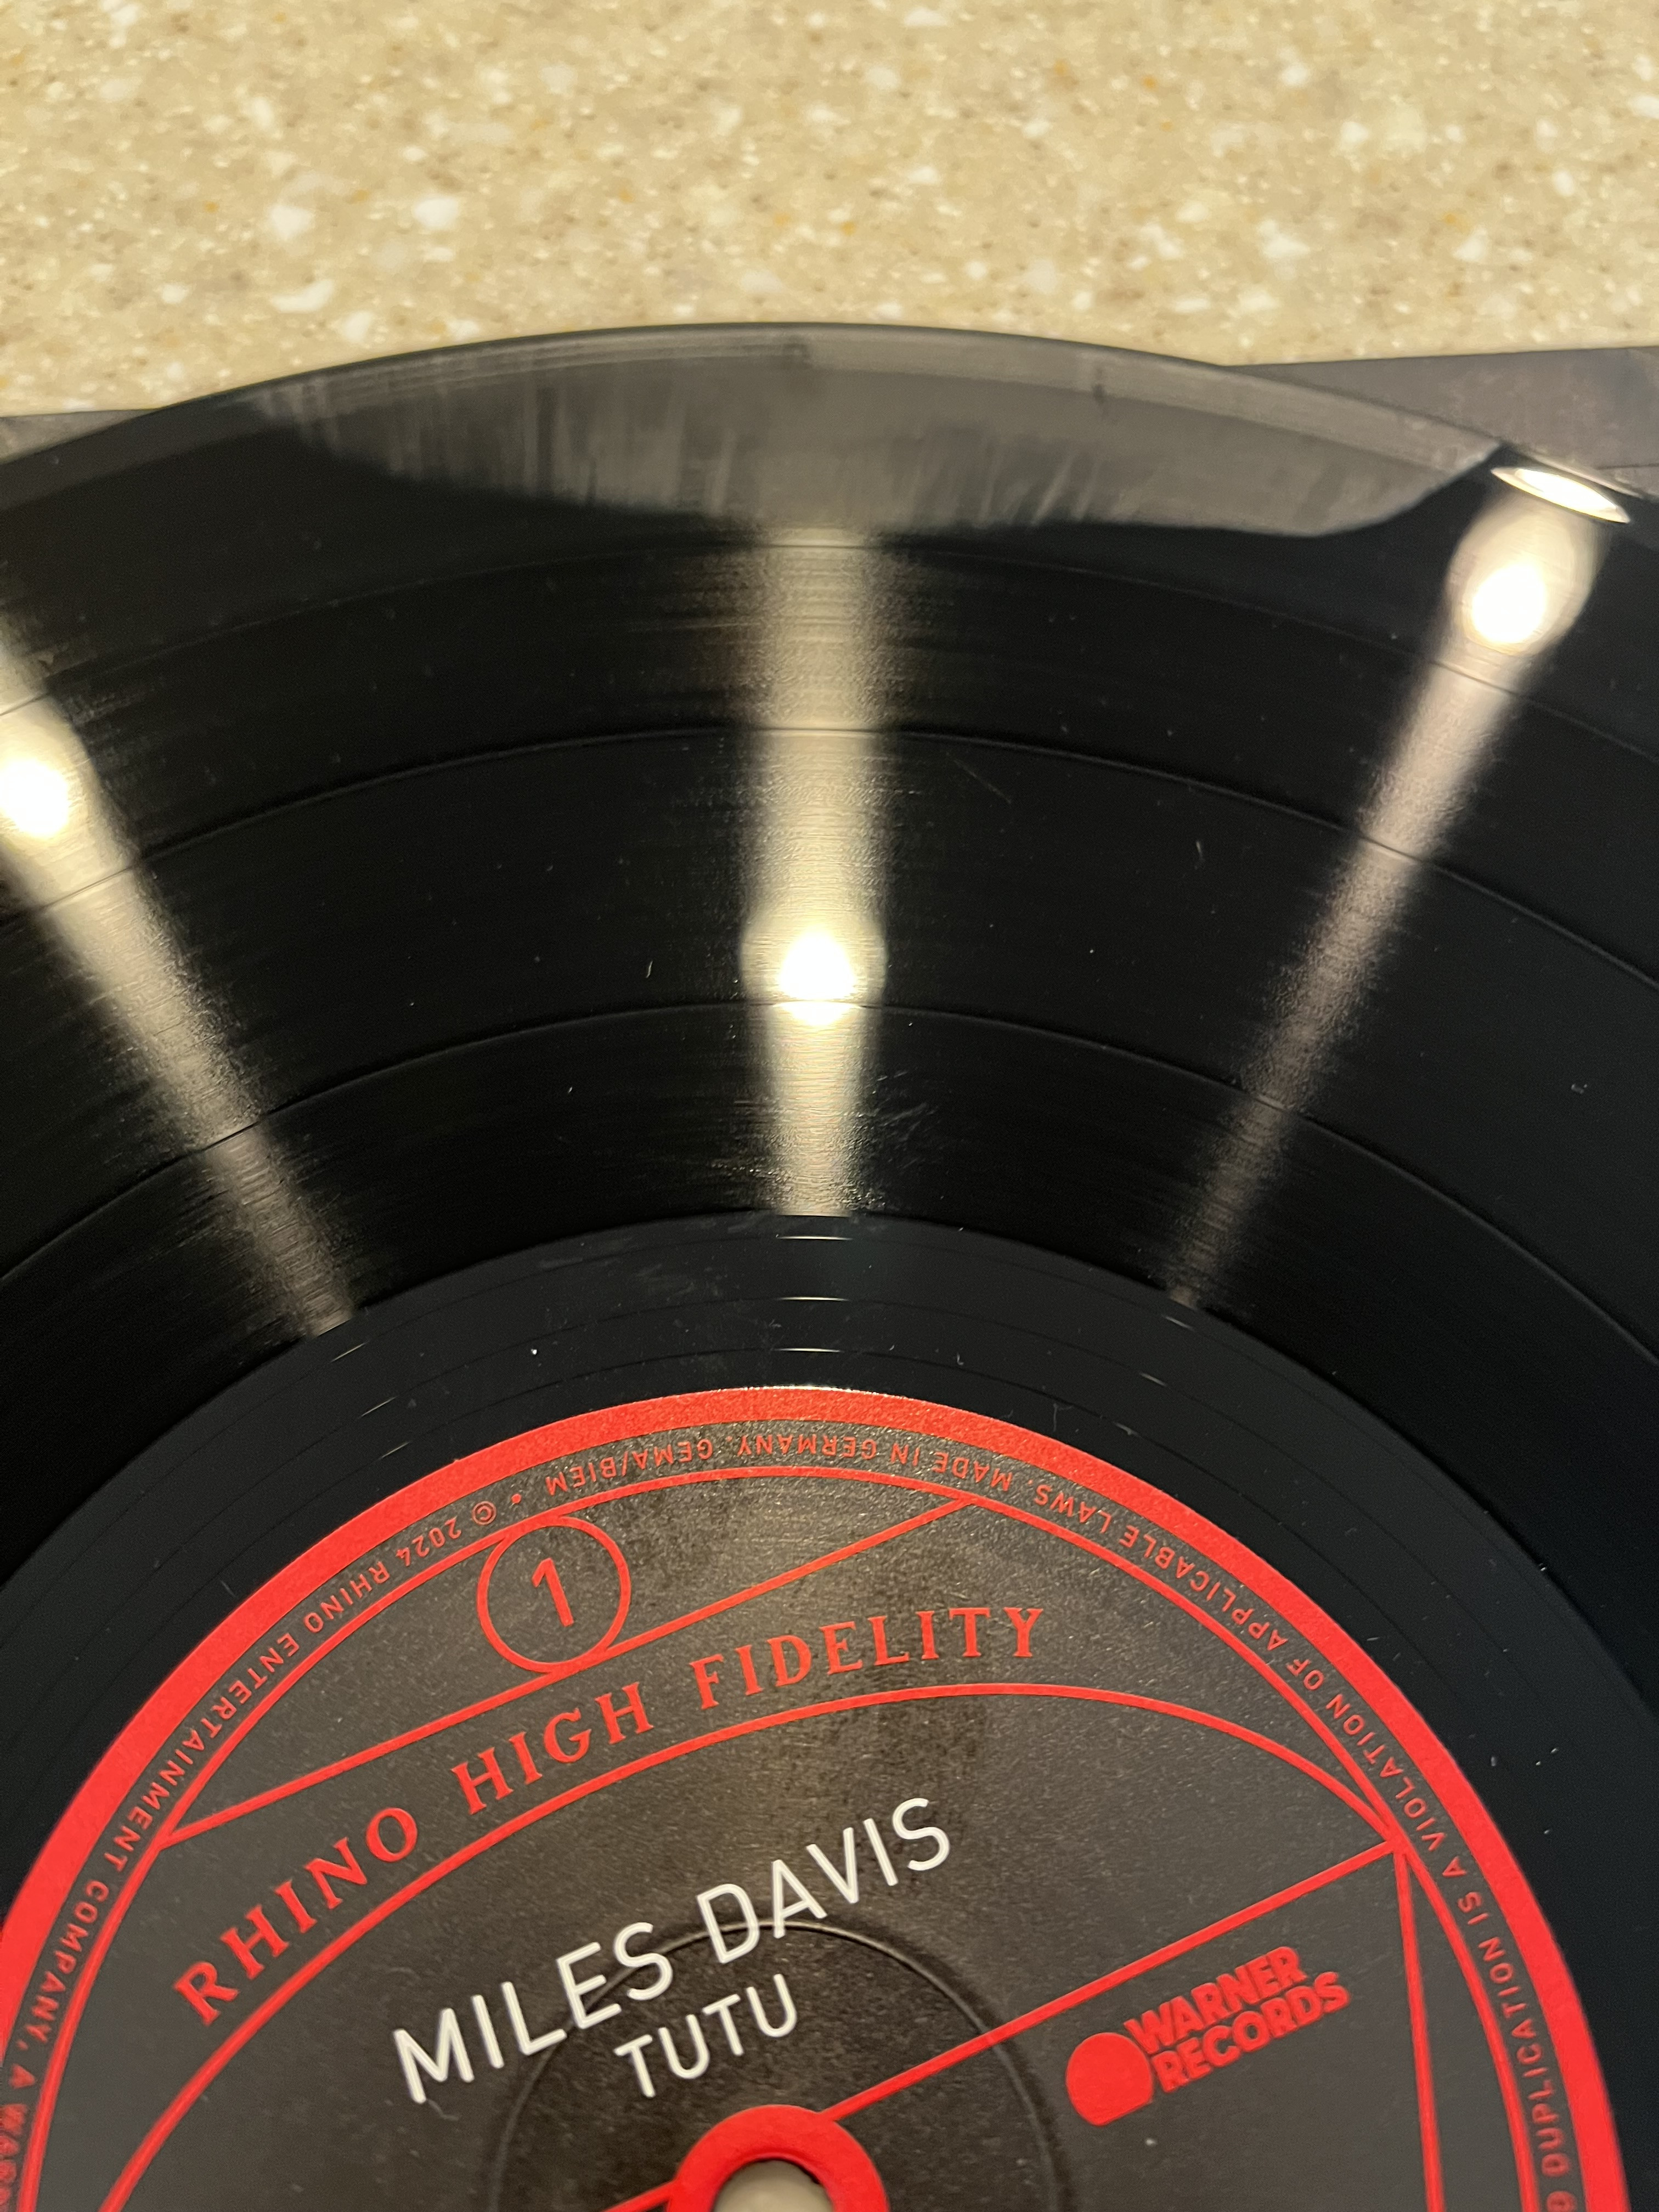 © 2024 RHINO ENTERTAINMENT COMPANY, A
DUPLICATION IS A VIOLATION OF APPLICABLE LAWS. MADE IN GERMANY. GEMA/BIEM •
1
RHINO HIGH FIDELITY
MILES DAVIS
TUTU
WARNER
RECORDS